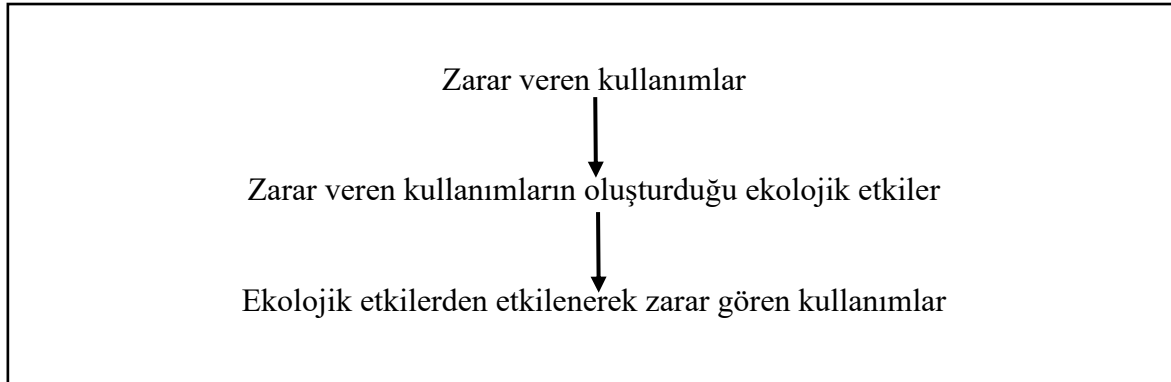 Zarar veren kullanımlar
Zarar veren kullanımların oluşturduğu ekolojik etkiler
Ekolojik etkilerden etkilenerek zarar gören kullanımlar